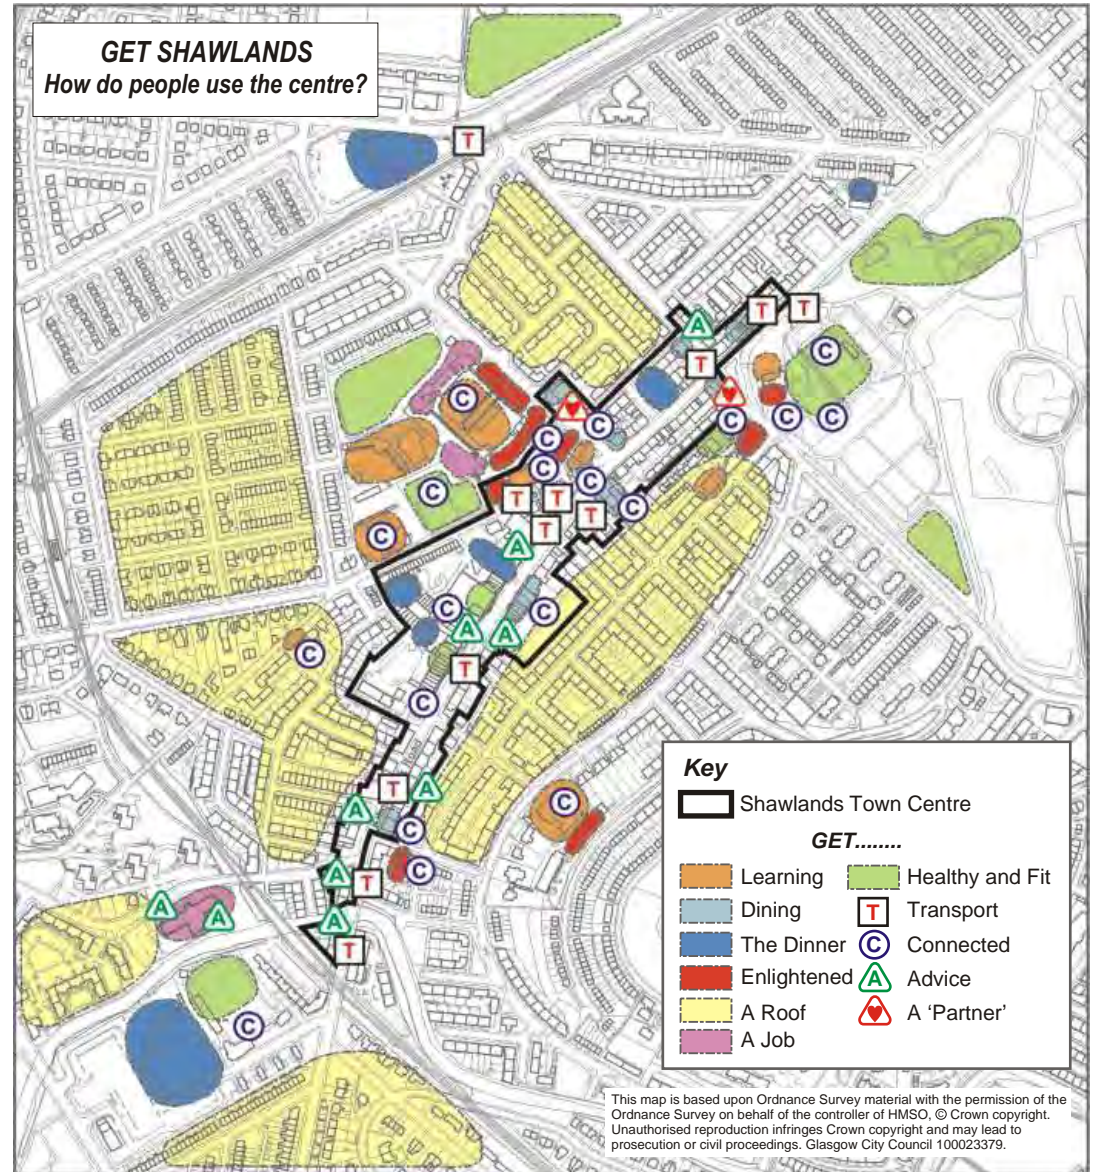 GET SHAWLANDS
How do people use the centre?
T
T
T
A
T
C
C
C
C
C
C
C
C
C
C
C
T
T
T
T
C
C
A
C
C
A
A
C
T
C
T
A
A
C
C
C
A
T
A
A
A
T
C
Key
Shawlands Town Centre
GET........
Learning
Healthy and Fit
Dining
T
Transport
The Dinner
C
Connected
Enlightened
A
Advice
A Roof
A 'Partner'
A Job
This map is based upon Ordnance Survey material with the permission of the
Ordnance Survey on behalf of the controller of HMSO, © Crown copyright.
Unauthorised reproduction infringes Crown copyright and may lead to
prosecution or civil proceedings. Glasgow City Council 100023379.